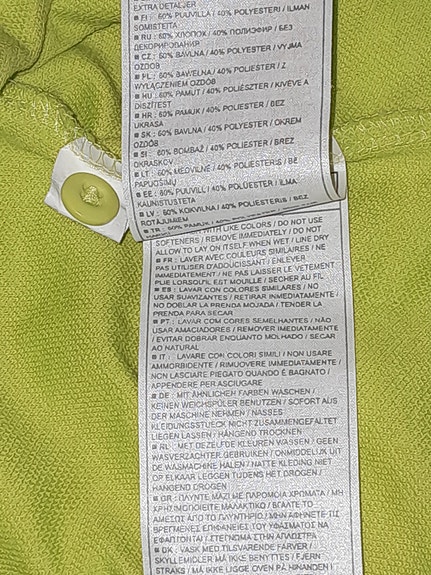 EXTRA DETALJER
■ FI : 60% PUUVILLA / 40% POLYESTERI / ILMAN
SOMISTEITA
■ RU : 60% ХЛОПОК / 40% ПОЛИЭФИР / БЕЗ
ДЕКОРИРОВАНИЯ
■ CZ : 60% BAVLNA / 40% POLYESTER / VYJMA
OZDOB
■ PL : 60% BAWEŁNA / 40% POLIESTER / Z
WYŁĄCZENIEM OZDÓB
■ HU : 60% PAMUT / 40% POLIÉSZTER / KIVÉVE A
DÍSZÍTÉST
■ HR : 60% PAMUK / 40% POLIESTER / BEZ
UKRASA
■ SK : 60% BAVLNA / 40% POLYESTER / OKREM
OZDÔB
■ SI : 60% BOMBAŽ / 40% POLIESTER / BREZ
OKRASKOV
■ LT : 60% MEDVILNĖ / 40% POLIESTERIS / BE
PAPUOŠIMŲ
■ EE : 60% PUUVILL / 40% POLÜESTER / ILMA
KAUNISTUSTETA
■ LV : 60% KOKVILNA / 40% POLIESTERIS / BEZ
ROTĀJUMIEM
■ TR : 60% PAMUK / 40%
WITH LIKE COLORS / DO NOT USE
SOFTENERS / REMOVE IMMEDIATELY / DO NOT
ALLOW TO LAY ON ITSELF WHEN WET / LINE DRY
■ FR : LAVER AVEC COULEURS SIMILAIRES / NE
PAS UTILISER D'ADOUCISSANT / ENLEVER
IMMEDIATEMENT / NE PAS LAISSER LE VETEMENT
PLIE LORSQU'IL EST MOUILLE / SECHER AU FIL
■ ES : LAVAR CON COLORES SIMILARES / NO
USAR SUAVIZANTES / RETIRAR INMEDIATAMENTE /
NO DOBLAR LA PRENDA MOJADA / TENDER LA
PRENDA PARA SECAR
■ PT : LAVAR COM CORES SEMELHANTES / NÃO
USAR AMACIADORES / REMOVER IMEDIATAMENTE
/ EVITAR DOBRAR ENQUANTO MOLHADO / SECAR
AO NATURAL
■ IT : LAVARE CON COLORI SIMILI / NON USARE
AMMORBIDENTE / RIMUOVERE IMMEDIATAMENTE /
NON LASCIARE PIEGATO QUANDO È BAGNATO /
APPENDERE PER ASCIUGARE
■ DE : MIT ÄHNLICHEN FARBEN WASCHEN /
KEINEN WEICHSPÜLER BENUTZEN / SOFORT AUS
DER MASCHINE NEHMEN / NASSES
KLEIDUNGSSTUECK NICHT ZUSAMMENGEFALTET
LIEGEN LASSEN / HÄNGEND TROCKNEN
■ NL : MET DEZELFDE KLEUREN WASSEN / GEEN
WASVERZACHTER GEBRUIKEN / ONMIDDELIJK UIT
DE WASMACHINE HALEN / NATTE KLEDING NIET
OP ELKAAR LEGGEN TIJDENS HET DROGEN /
HANGEND DROGEN
■ GR : ΠΛΥΝΤΕ ΜΑΖΙ ΜΕ ΠΑΡΟΜΟΙΑ ΧΡΩΜΑΤΑ / ΜΗ
ΧΡΗΣΙΜΟΠΟΙΕΙΤΕ ΜΑΛΑΚΤΙΚΟ / ΒΓΑΛΤΕ ΤΟ
ΑΜΕΣΩΣ ΑΠΟ ΤΟ ΠΛΥΝΤΗΡΙΟ / ΜΗΝ ΑΦΗΝΕΤΕ ΤΙΣ
ΒΡΕΓΜΕΝΕΣ ΕΠΙΦΑΝΕΙΕΣ ΤΟΥ ΥΦΑΣΜΑΤΟΣ ΝΑ
ΕΦΑΠΤΟΝΤΑΙ / ΣΤΕΓΝΩΜΑ ΣΤΗΝ ΑΠΛΩΣΤΡΑ
■ DK : VASK MED TILSVARENDE FARVER /
SKYLLEMIDLER MÅ IKKE BENYTTES / FJERN
STRAKS / MÅ IKKE LIGGE OVEN PÅ HINANDEN I